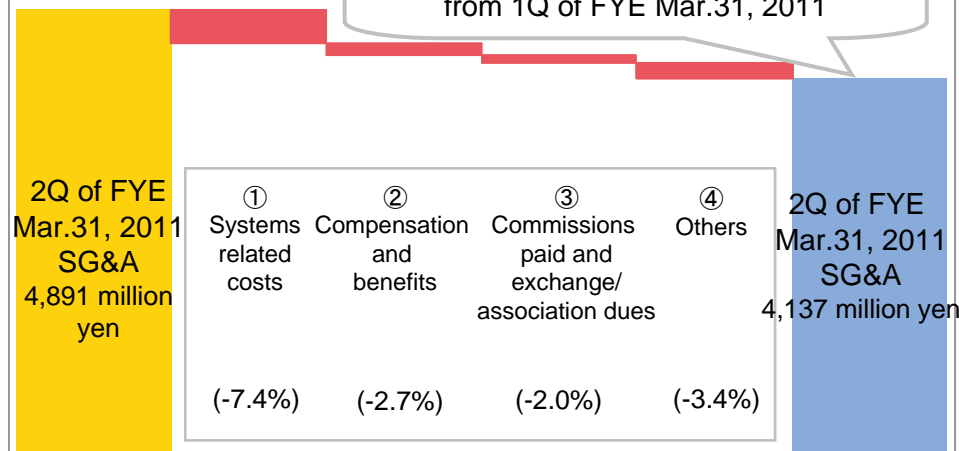 from 1Q of FYE Mar.31, 2011
2Q of FYE
Mar.31, 2011
SG&A
4,891 million
yen
①
Systems
related
costs
(-7.4%)
②
Compensation
and
benefits
(-2.7%)
③
Commissions
paid and
exchange/
association dues
(-2.0%)
④
Others
(-3.4%)
2Q of FYE
Mar.31, 2011
SG&A
4,137 million yen